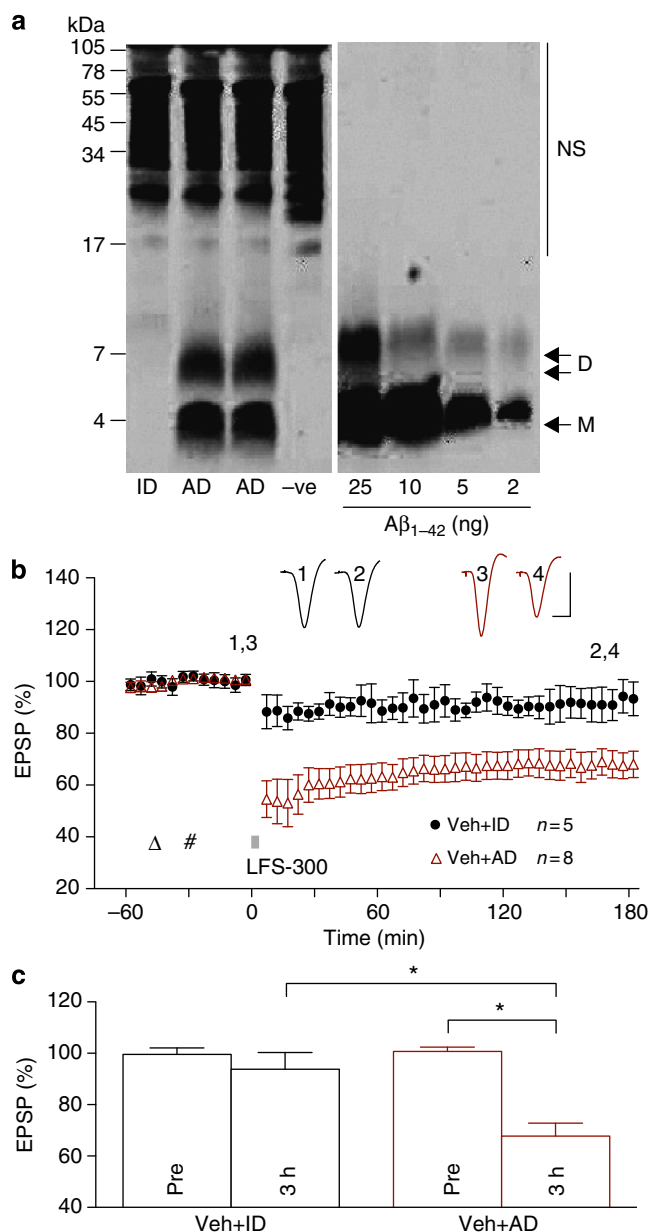 a
kDa
105
78
55
45
34
17
7
4
NS
D
M
ID AD AD –ve 25 10 5 2
Aβ1–42 (ng)
b
140
120
100
80
60
40
20
EPSP (%)
1 2 3 4
1,3
2,4
Δ #
LFS-300
Veh+ID n=5
Veh+AD n=8
–60 0 60 120 180
Time (min)
c
120
100
80
60
40
EPSP (%)
* *
Pre 3 h Pre 3 h
Veh+ID Veh+AD